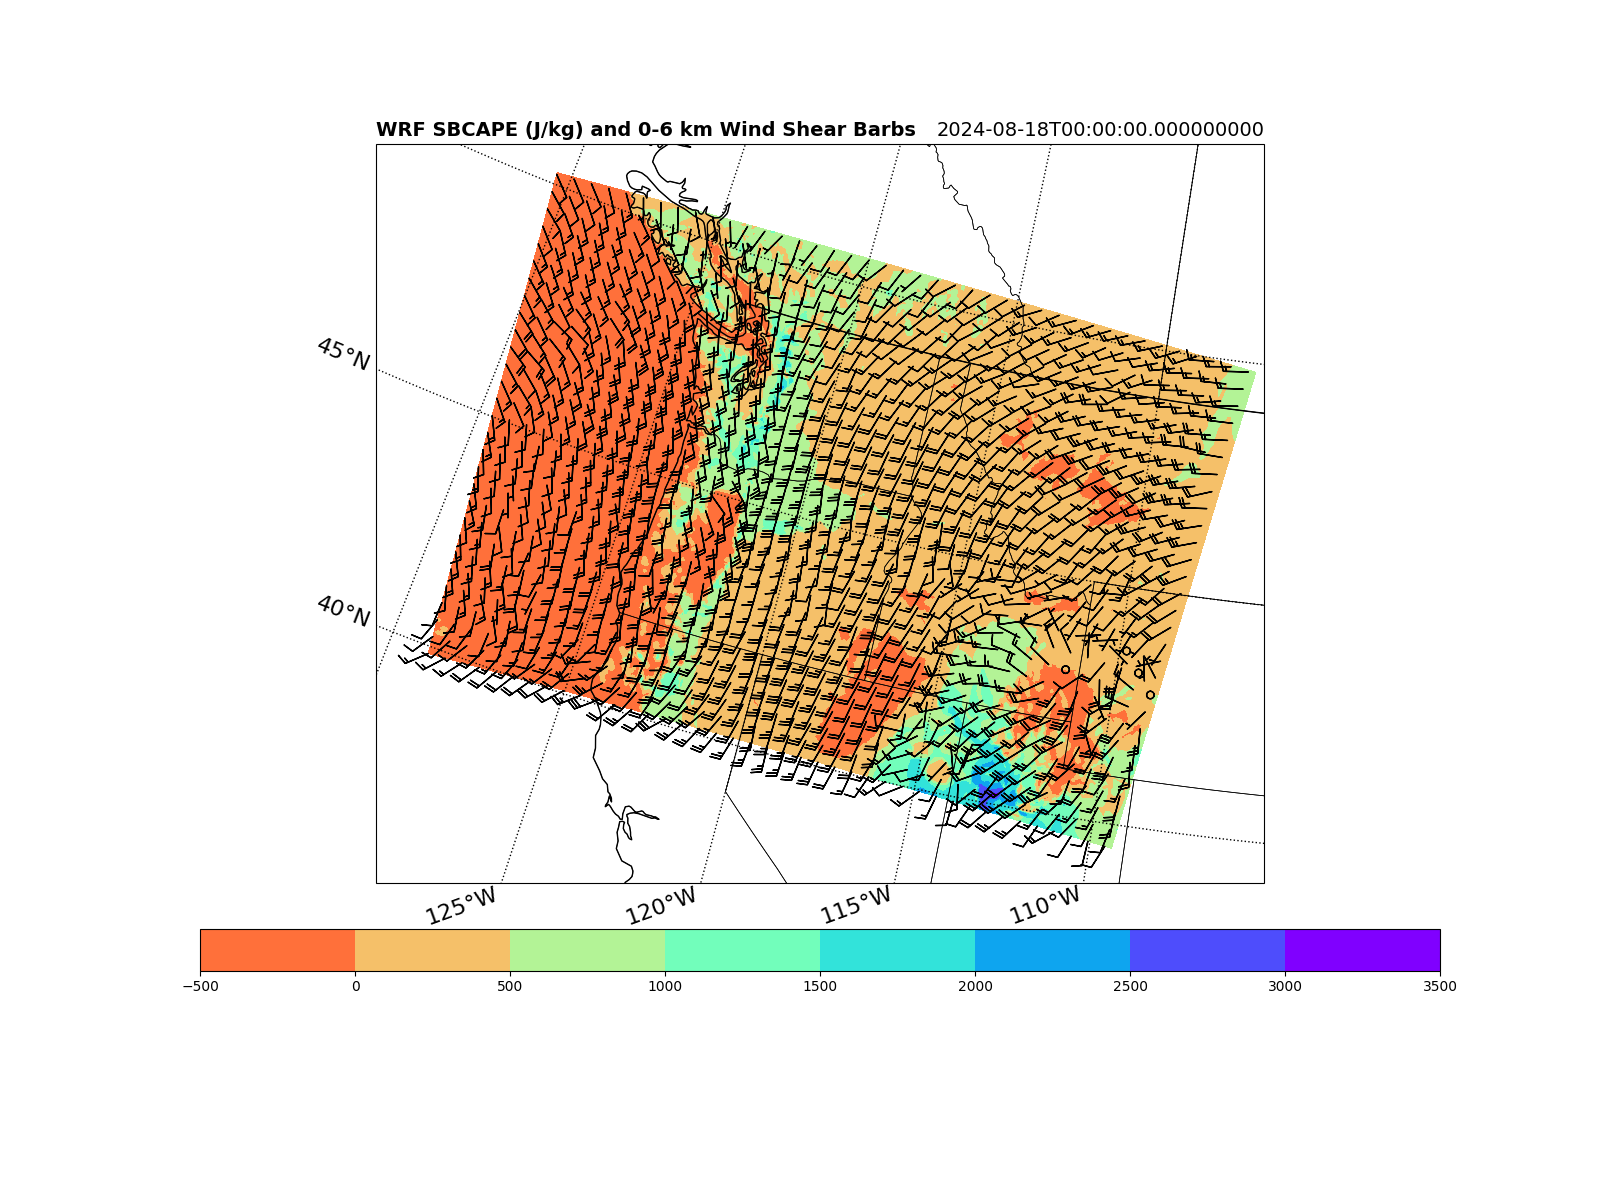 WRF SBCAPE (J/kg) and 0-6 km Wind Shear Barbs 2024-08-18T00:00:00.000000000
45°N
40°N
125°W 120°W 115°W 110°W
−500 0 500 1000 1500 2000 2500 3000 3500